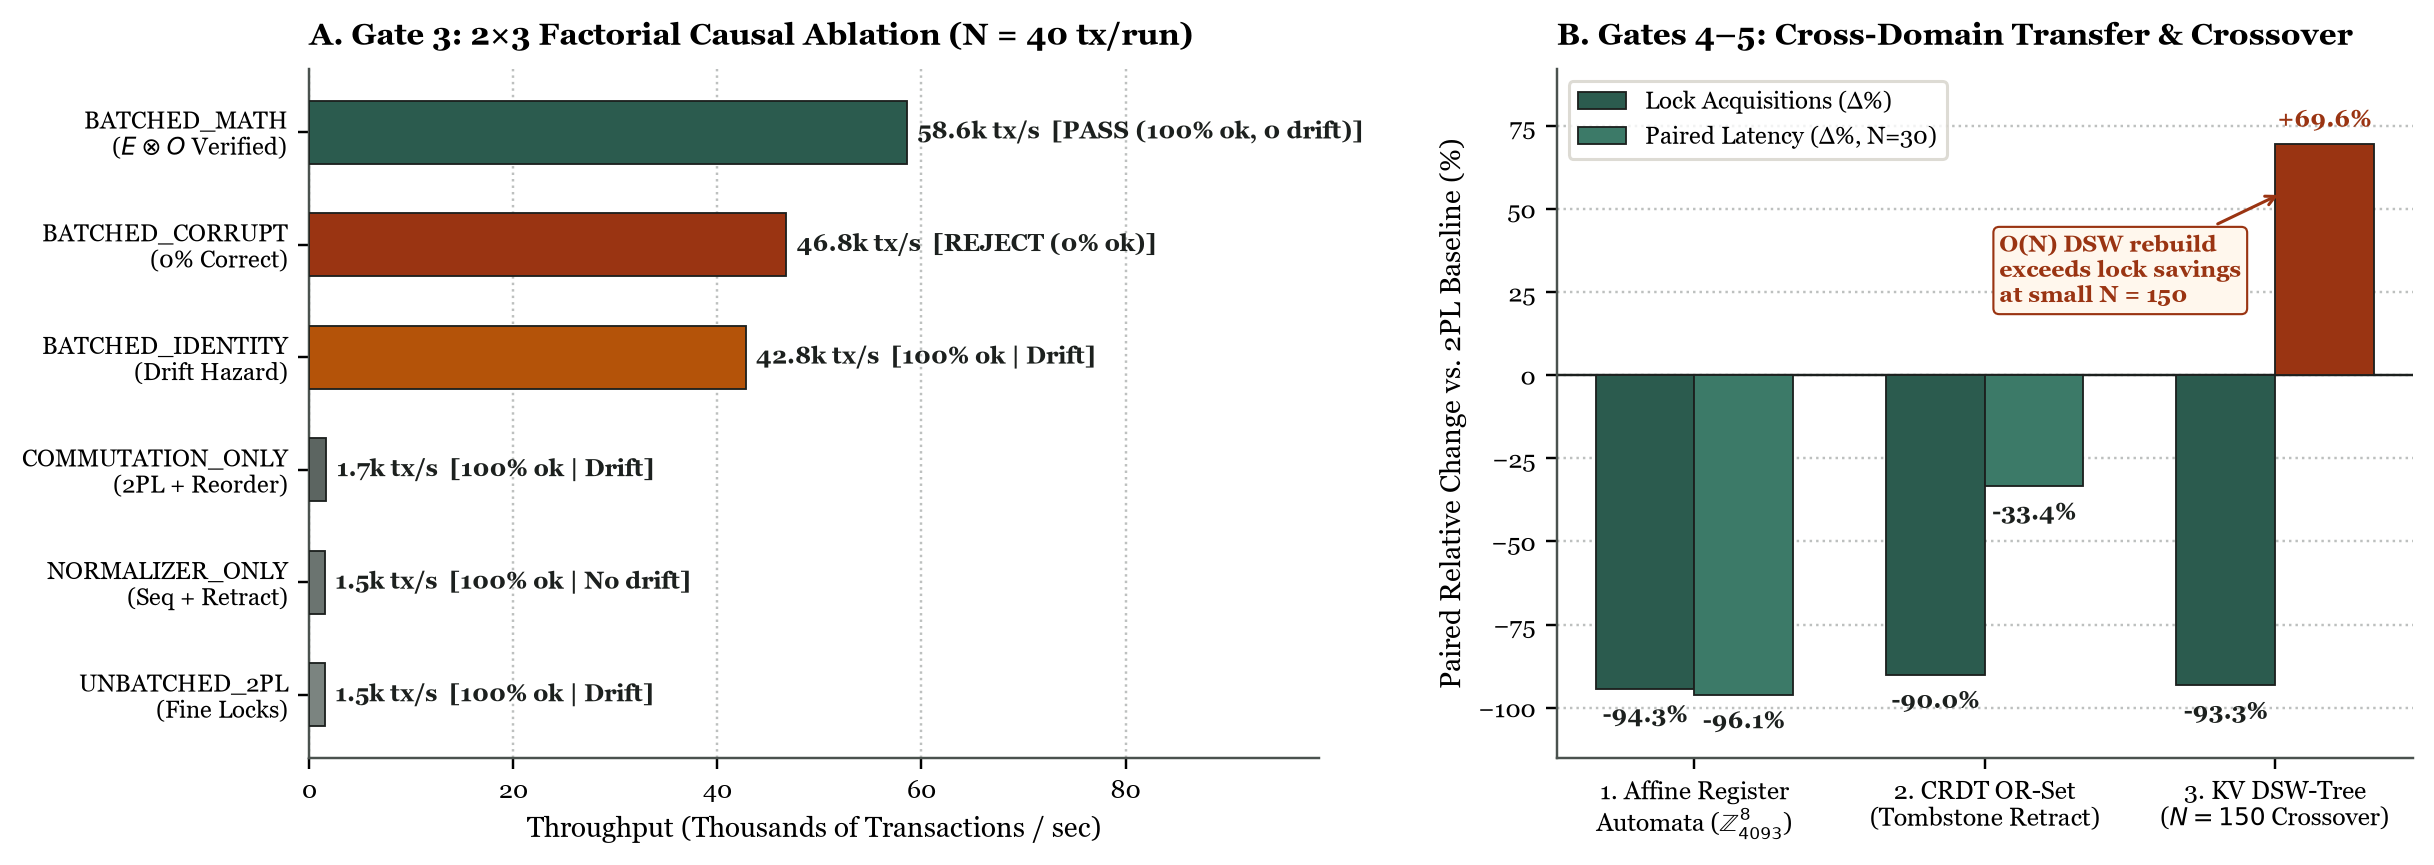 A. Gate 3: 2×3 Factorial Causal Ablation (N = 40 tx/run)
BATCHED_MATH
(E ⊗ O Verified)
58.6k tx/s [PASS (100% ok, 0 drift)]
BATCHED_CORRUPT
(0% Correct)
46.8k tx/s [REJECT (0% ok)]
BATCHED_IDENTITY
(Drift Hazard)
42.8k tx/s [100% ok | Drift]
COMMUTATION_ONLY
(2PL + Reorder)
1.7k tx/s [100% ok | Drift]
NORMALIZER_ONLY
(Seq + Retract)
1.5k tx/s [100% ok | No drift]
UNBATCHED_2PL
(Fine Locks)
1.5k tx/s [100% ok | Drift]
0 20 40 60 80
Throughput (Thousands of Transactions / sec)
B. Gates 4–5: Cross-Domain Transfer & Crossover
Lock Acquisitions (Δ%)
Paired Latency (Δ%, N=30)
Paired Relative Change vs. 2PL Baseline (%)
75
50
25
0
−25
−50
−75
−100
+69.6%
O(N) DSW rebuild
exceeds lock savings
at small N = 150
-33.4%
-94.3% -96.1% -90.0% -93.3%
1. Affine Register
Automata (ℤ⁸₄₀₉₃)
2. CRDT OR-Set
(Tombstone Retract)
3. KV DSW-Tree
(N = 150 Crossover)